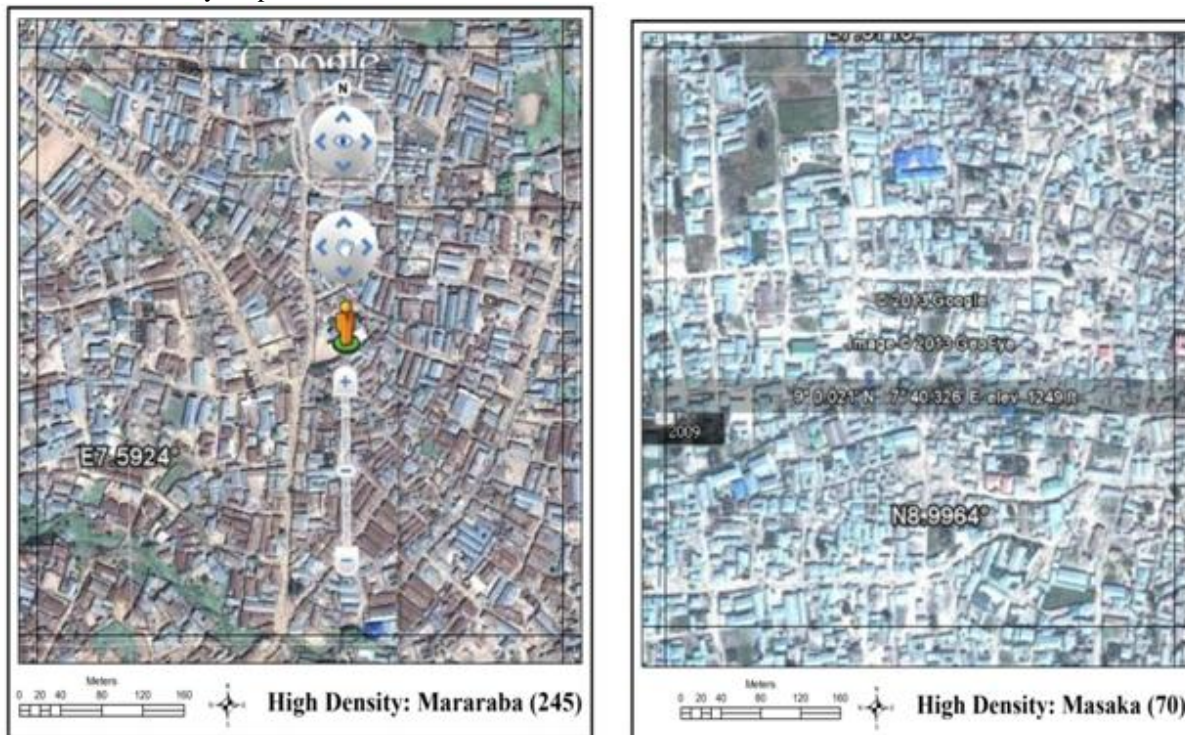 Google
N
E7.5924°
Meters
0 20 40 80 120 160
High Density: Mararaba (245)
© 2013 Google
Image © 2013 GeoEye
9° 0.021' N 7° 40.326' E elev 1249 ft
2009
N8.9964°
Meters
0 20 40 80 120 160
High Density: Masaka (70)